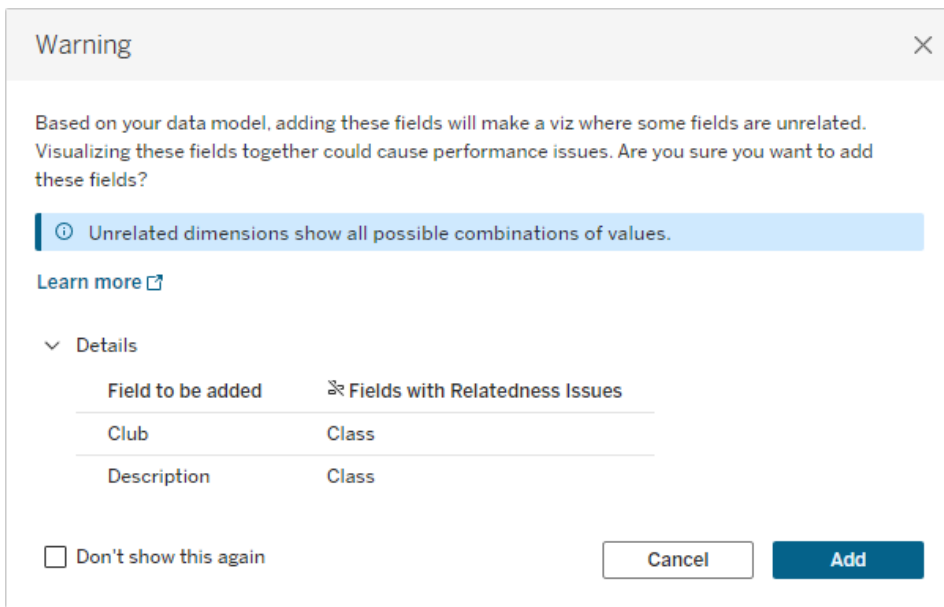 Warning
Based on your data model, adding these fields will make a viz where some fields are unrelated.
Visualizing these fields together could cause performance issues. Are you sure you want to add
these fields?
Unrelated dimensions show all possible combinations of values.
Learn more
Details
Field to be added Fields with Relatedness Issues
Club Class
Description Class
Don't show this again Cancel Add